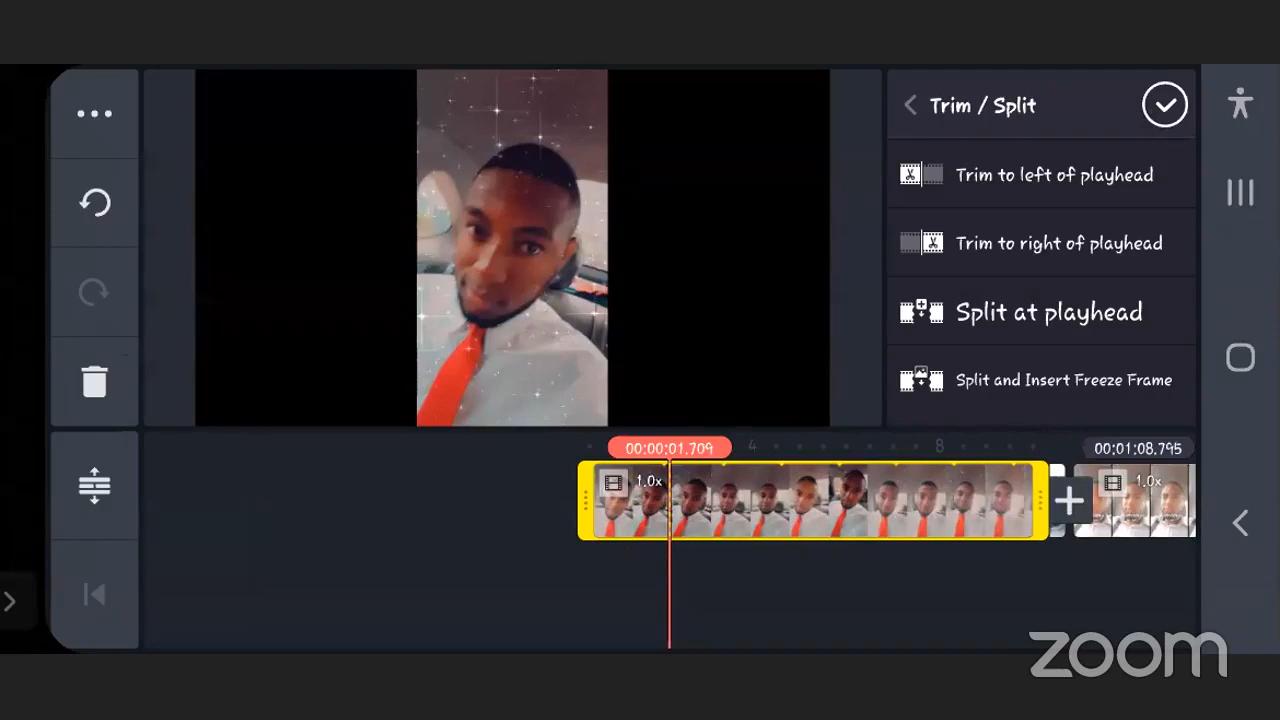 Trim / Split
Trim to left of playhead
Trim to right of playhead
Split at playhead
Split and Insert Freeze Frame
00:00:01.709
4
8
00:01:08.795
1.0x
1.0x
zoom